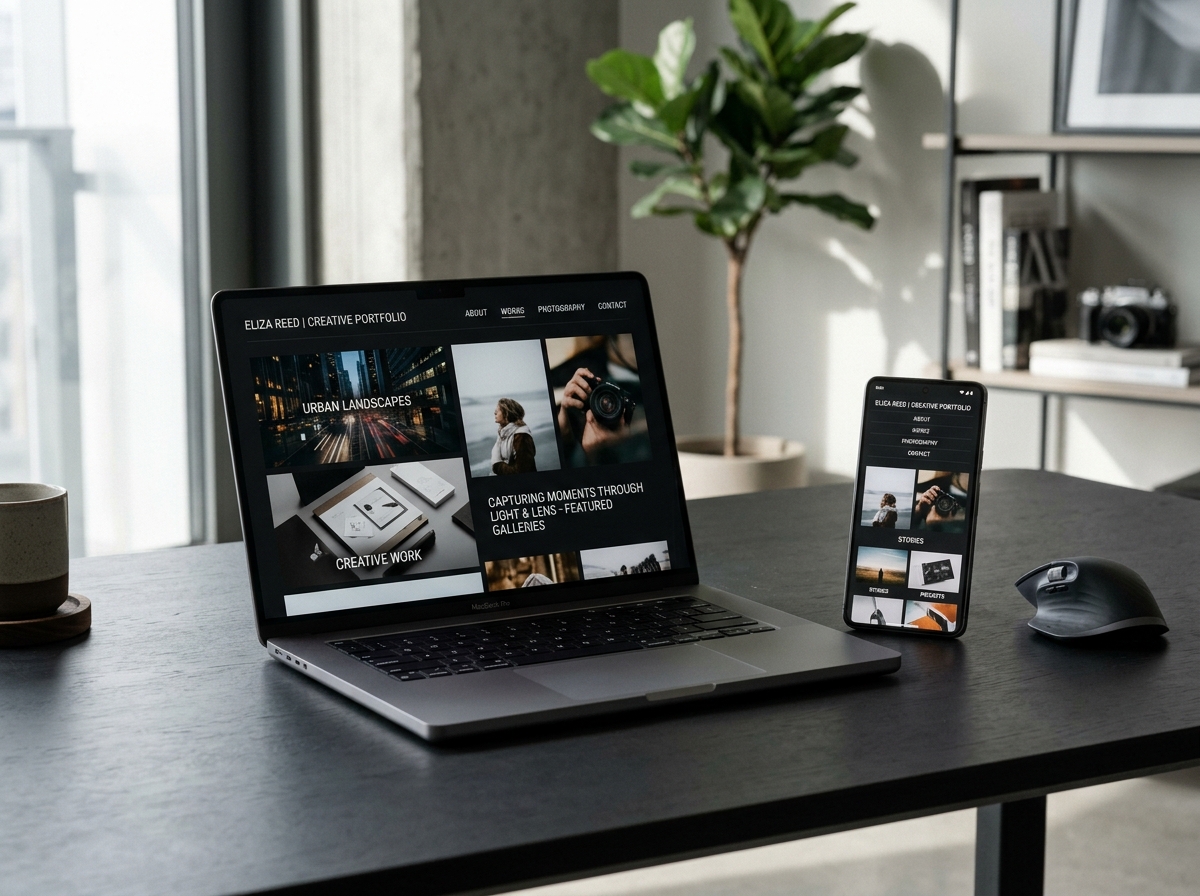 ELIZA REED | CREATIVE PORTFOLIO
ABOUT
WORKS
PHOTOGRAPHY
CONTACT
URBAN LANDSCAPES
CAPTURING MOMENTS THROUGH
LIGHT & LENS - FEATURED
GALLERIES
CREATIVE WORK
MacBook Pro
ELIZA REED | CREATIVE PORTFOLIO
ABOUT
PHOTOGRAPHY
STORIES